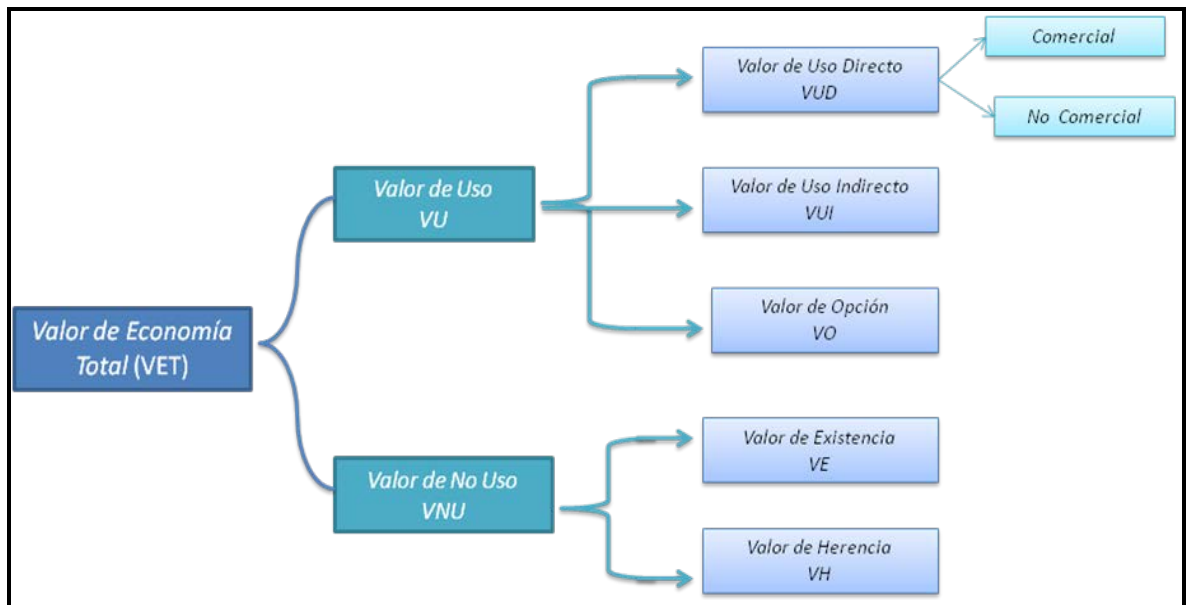 Valor de Economía
Total (VET)
Valor de Uso
VU
Valor de Uso Directo
VUD
Comercial
No Comercial
Valor de Uso Indirecto
VUI
Valor de Opción
VO
Valor de No Uso
VNU
Valor de Existencia
VE
Valor de Herencia
VH